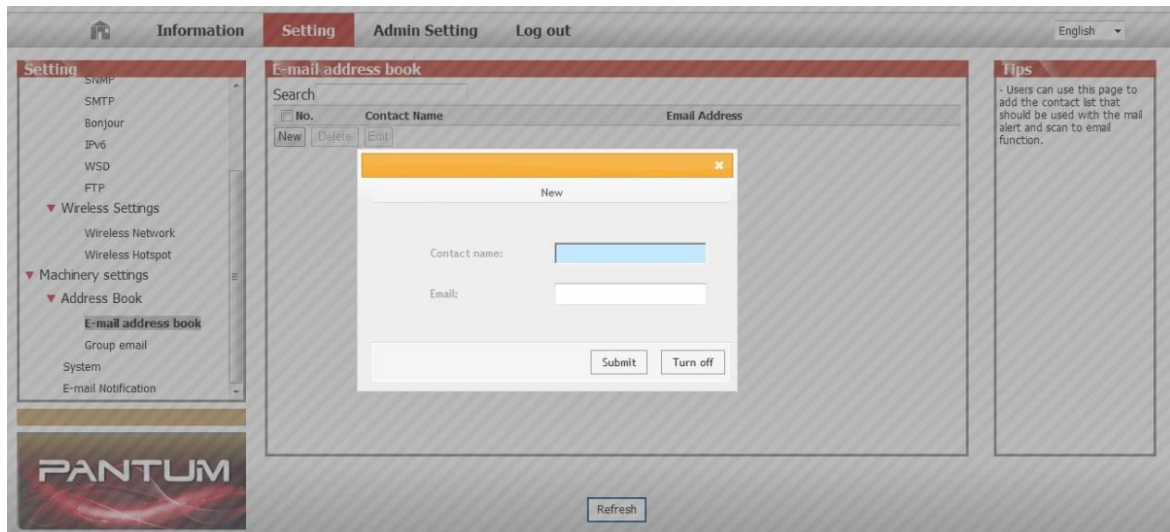 Information Setting Admin Setting Log out English
Setting
SNMP
SMTP
Bonjour
IPv6
WSD
FTP
Wireless Settings
Wireless Network
Wireless Hotspot
Machinery settings
Address Book
E-mail address book
Group email
System
E-mail Notification
PANTUM
E-mail address book
Search
No. Contact Name Email Address
New Delete Edit
New
Contact name:
Email:
Submit Turn off
Refresh
Tips
- Users can use this page to
add the contact list that
should be used with the mail
alert and scan to email
function.